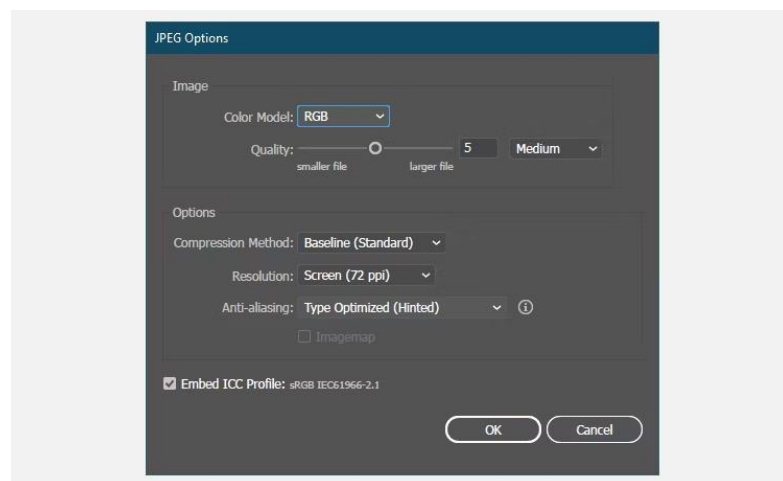 JPEG Options
Image
Color Model: RGB
Quality: 5 Medium
smaller file larger file
Options
Compression Method: Baseline (Standard)
Resolution: Screen (72 ppi)
Anti-aliasing: Type Optimized (Hinted)
Imagemap
Embed ICC Profile: sRGB IEC61966-2.1
OK Cancel